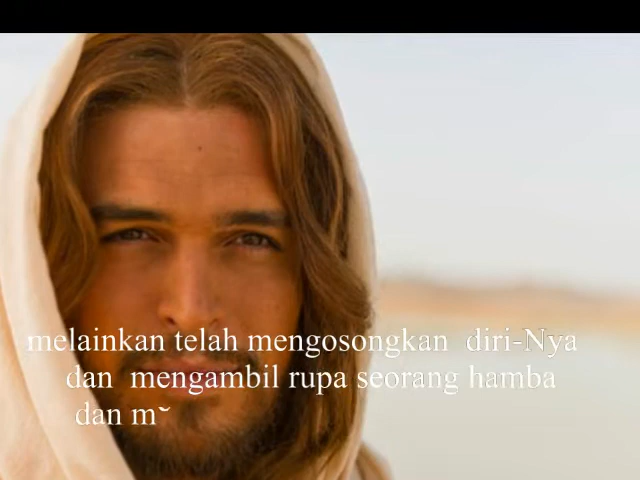 melainkan telah mengosongkan diri-Nya
dan mengambil rupa seorang hamba
dan m